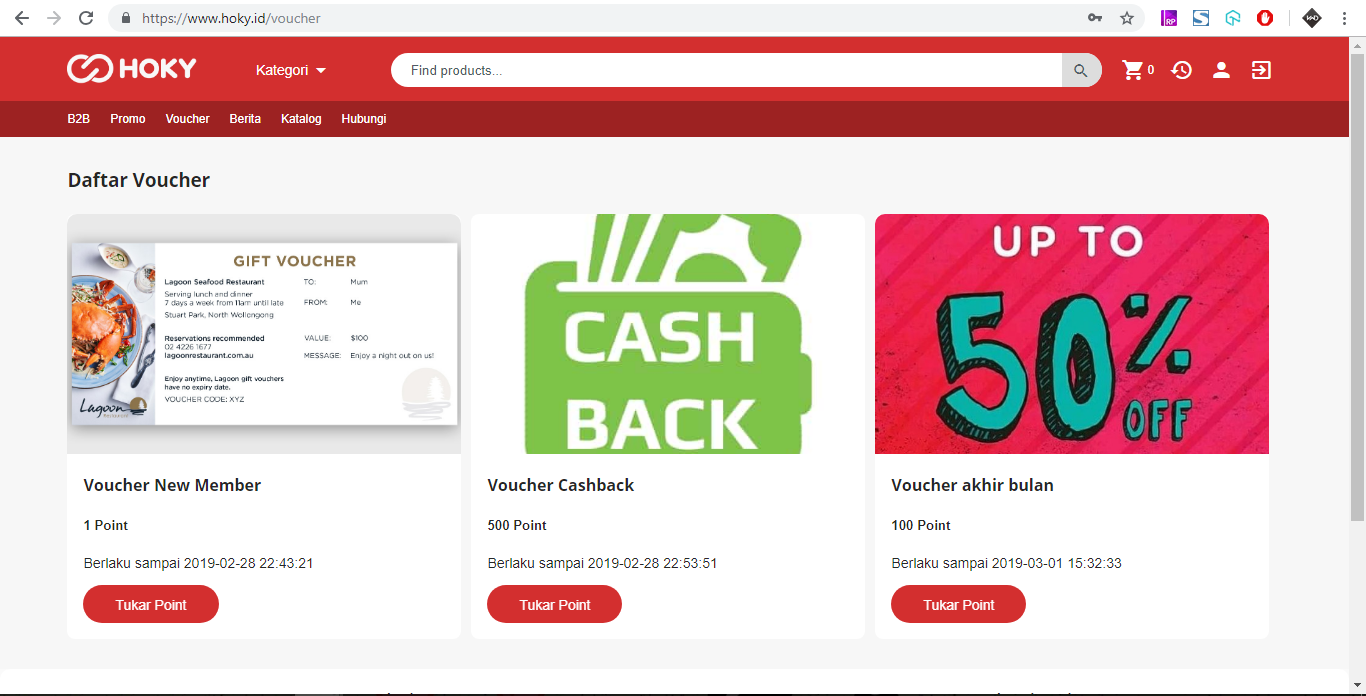 https://www.hoky.id/voucher
RP
S
HOKY
Kategori
Find products...
0
B2B Promo Voucher Berita Katalog Hubungi
Daftar Voucher
GIFT VOUCHER
Lagoon Seafood Restaurant
TO: Mum
Serving lunch and dinner
7 days a week from 11am until late
FROM: Me
Stuart Park, North Wollongong
Reservations recommended
VALUE: $100
02 4226 1677
lagoonrestaurant.com.au
MESSAGE: Enjoy a night out on us!
Enjoy anytime, Lagoon gift vouchers
have no expiry date.
VOUCHER CODE: XYZ
Lagoon
CASH
BACK
UP TO
50%
OFF
Voucher New Member
1 Point
Berlaku sampai 2019-02-28 22:43:21
Tukar Point
Voucher Cashback
500 Point
Berlaku sampai 2019-02-28 22:53:51
Tukar Point
Voucher akhir bulan
100 Point
Berlaku sampai 2019-03-01 15:32:33
Tukar Point